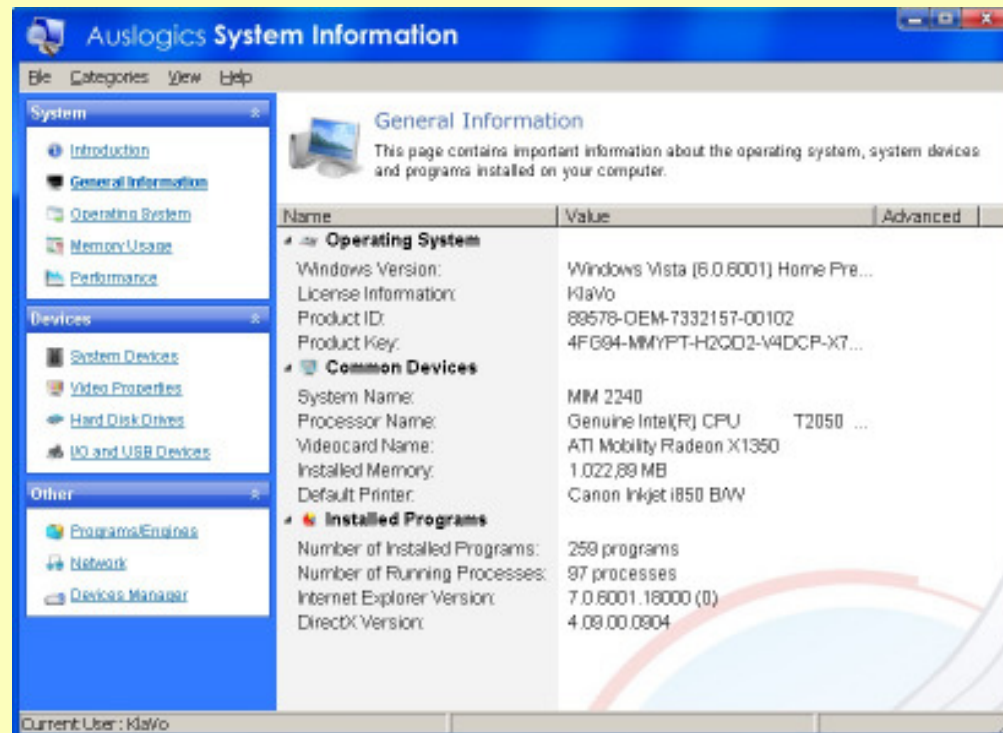 Auslogics System Information
File Categories View Help
System
Introduction
General Information
Operating System
Memory Usage
Performance
Devices
System Devices
Video Properties
Hard Disk Drives
I/O and USB Devices
Other
Programs/Engines
Network
Devices Manager
General Information
This page contains important information about the operating system, system devices
and programs installed on your computer.
Name Value Advanced
Operating System
Windows Version: Windows Vista (6.0.6001) Home Pre...
License Information: KlaVo
Product ID: 89578-OEM-7332157-00102
Product Key: 4FG94-MMYPT-H2QD2-V4DCP-X7...
Common Devices
System Name: MIM 2240
Processor Name: Genuine Intel(R) CPU T2050 ...
Videocard Name: ATI Mobility Radeon X1350
Installed Memory: 1.022,89 MB
Default Printer: Canon Inkjet i850 B/W
Installed Programs
Number of Installed Programs: 259 programs
Number of Running Processes: 97 processes
Internet Explorer Version: 7.0.6001.18000 (0)
DirectX Version: 4.09.00.0904
Current User : KlaVo